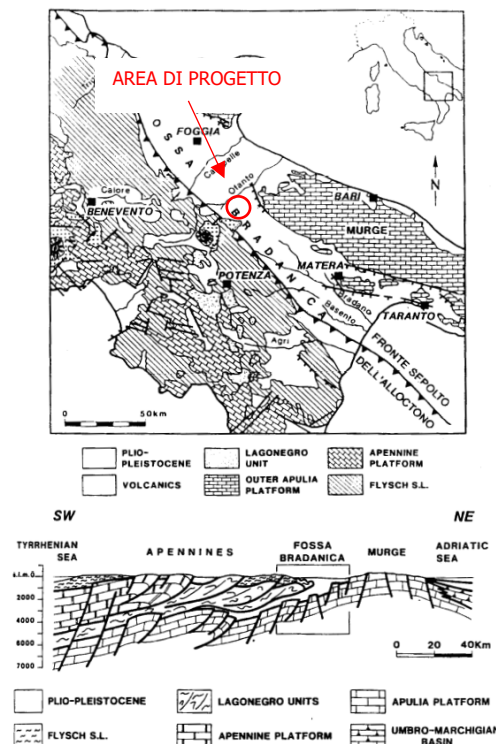 AREA DI PROGETTO
FOSSA
FOGGIA
Ofanto
BARI
N
Calore
BENEVENTO
BRADANICA
MURGE
MATERA
POTENZA
Bradano
Basento
TARANTO
Agri
FRONTE SEPOLTO
DELL'ALLOCTONO
0 50km
PLIO-PLEISTOCENE
LAGONEGRO UNIT
APENNINE PLATFORM
VOLCANICS
OUTER APULIA PLATFORM
FLYSCH S.L.
SW NE
TYRRHENIAN SEA
APENNINES
FOSSA BRADANICA
MURGE
ADRIATIC SEA
s.l.m.0
2000
4000
6000
7000
0 20 40Km
PLIO-PLEISTOCENE
LAGONEGRO UNITS
APULIA PLATFORM
FLYSCH S.L.
APENNINE PLATFORM
UMBRO-MARCHIGIAN BASIN